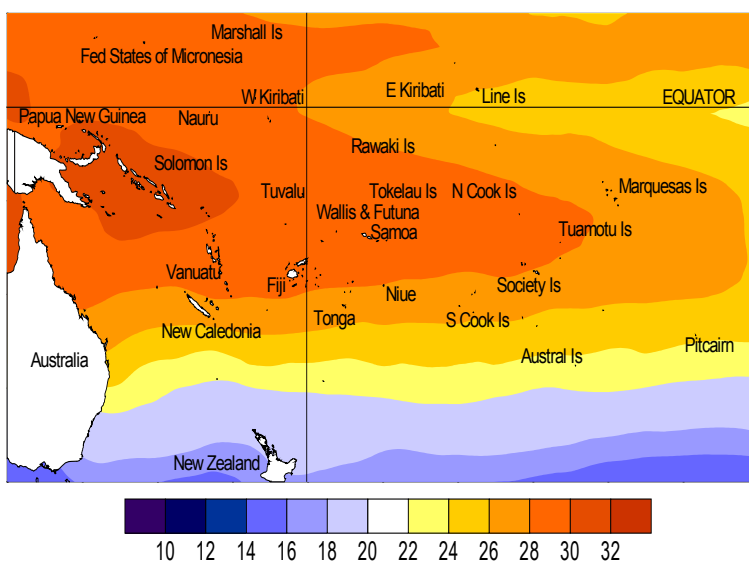 Marshall Is
Fed States of Micronesia
W Kiribati
E Kiribati
Line Is
EQUATOR
Papua New Guinea
Nauru
Rawaki Is
Solomon Is
Tuvalu
Tokelau Is
N Cook Is
Marquesas Is
Wallis & Futuna
Samoa
Tuamotu Is
Vanuatu
Fiji
Niue
Society Is
New Caledonia
Tonga
S Cook Is
Australia
Austral Is
Pitcairn
New Zealand
10 12 14 16 18 20 22 24 26 28 30 32